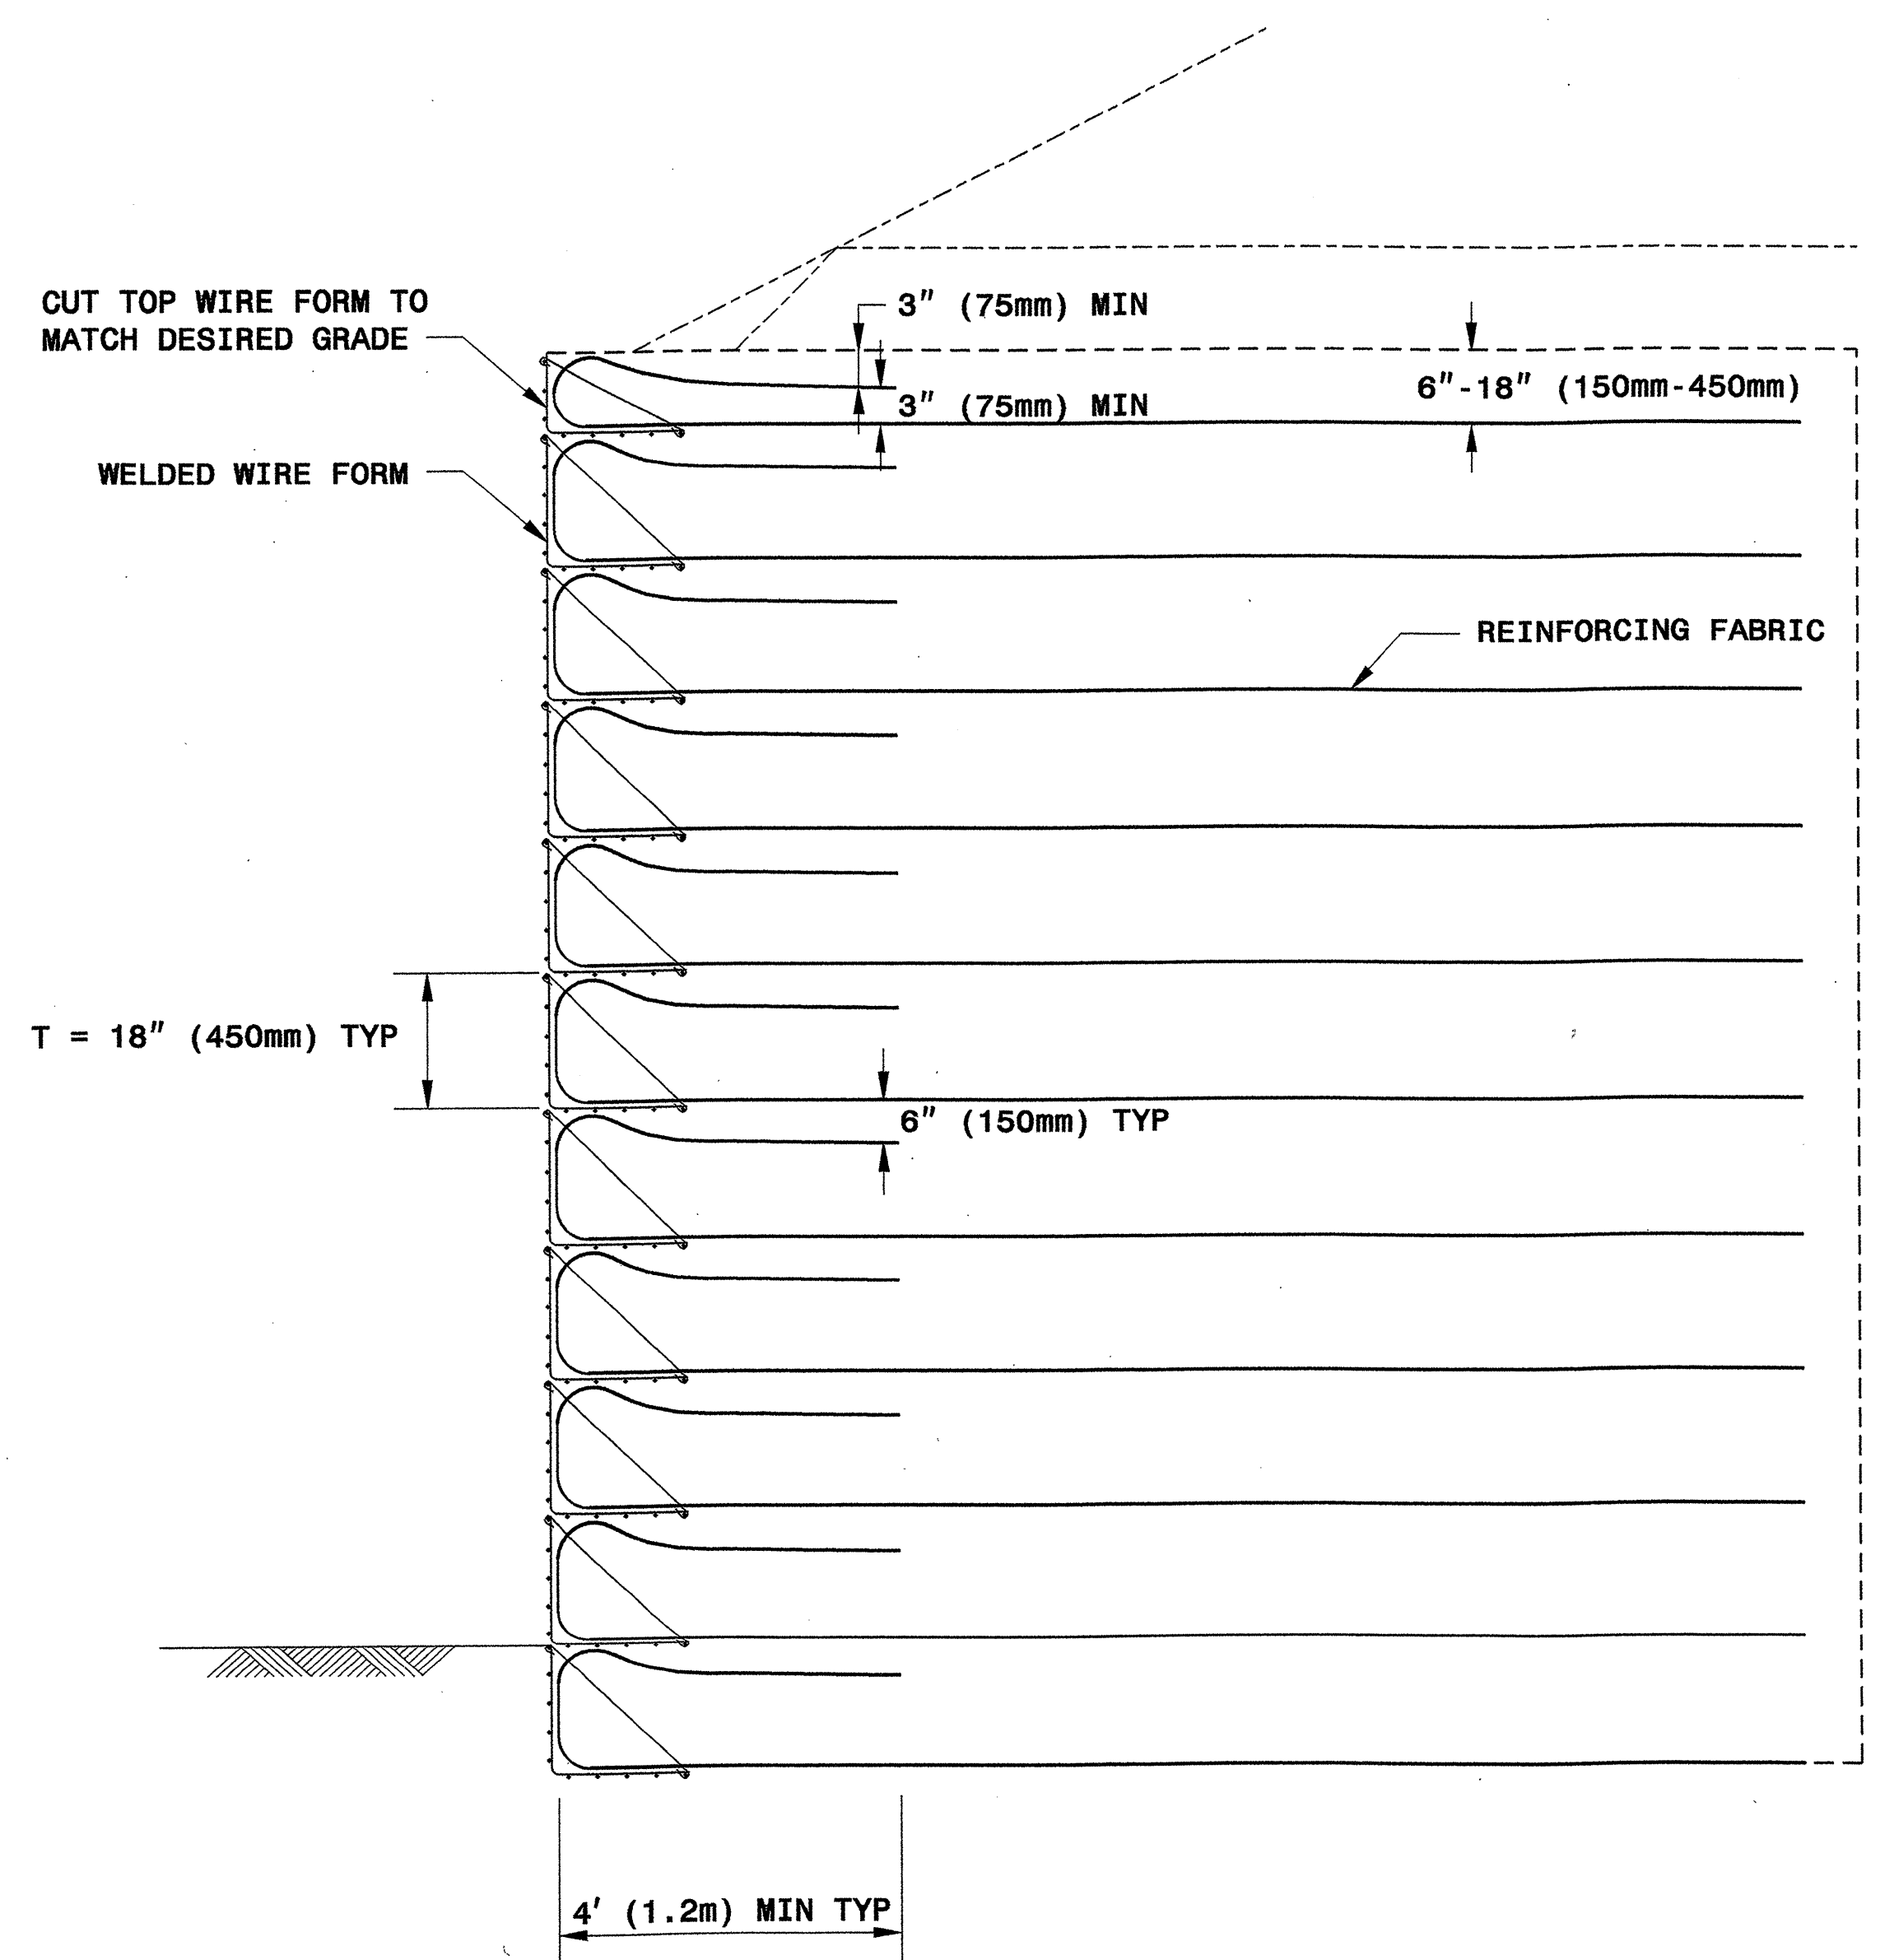 CUT TOP WIRE FORM TO
MATCH DESIRED GRADE
3" (75mm) MIN
6"-18" (150mm-450mm)
3" (75mm) MIN
WELDED WIRE FORM
REINFORCING FABRIC
T = 18" (450mm) TYP
6" (150mm) TYP
4' (1.2m) MIN TYP